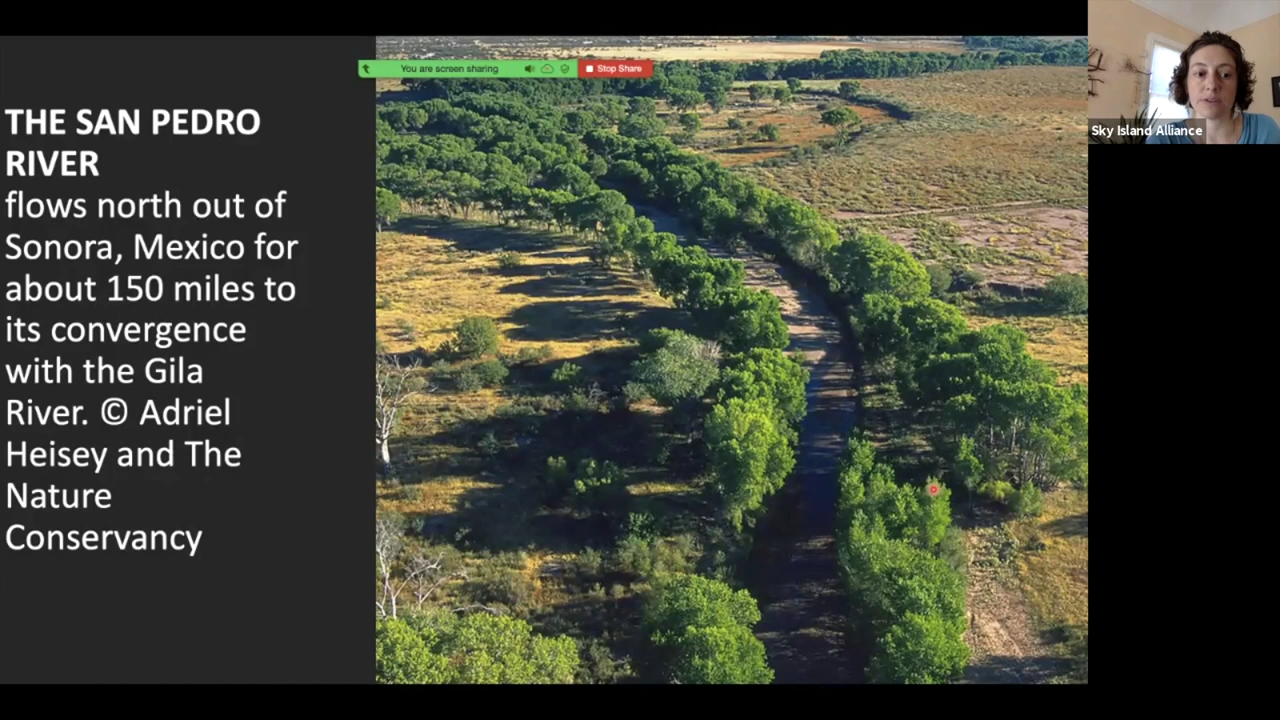 You are screen sharing
Stop Share
THE SAN PEDRO
RIVER
flows north out of
Sonora, Mexico for
about 150 miles to
its convergence
with the Gila
River. © Adriel
Heisey and The
Nature
Conservancy
Sky Island Alliance